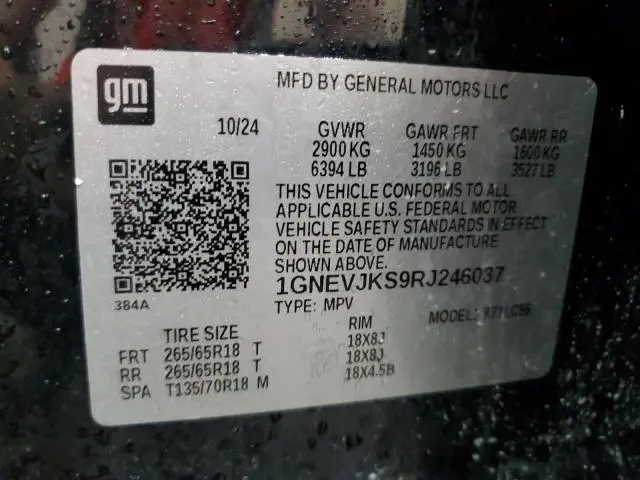 gm
MFD BY GENERAL MOTORS LLC
10/24 GVWR GAWR FRT GAWR RR
2900 KG 1450 KG 1600 KG
6394 LB 3196 LB 3527 LB
THIS VEHICLE CONFORMS TO ALL
APPLICABLE U.S. FEDERAL MOTOR
VEHICLE SAFETY STANDARDS IN EFFECT
ON THE DATE OF MANUFACTURE
SHOWN ABOVE.
1GNEVJKS9RJ246037
384A
TYPE: MPV
TIRE SIZE RIM
FRT 265/65R18 T 18X8J
RR 265/65R18 T 18X8J
SPA T135/70R18 M 18X4.5B